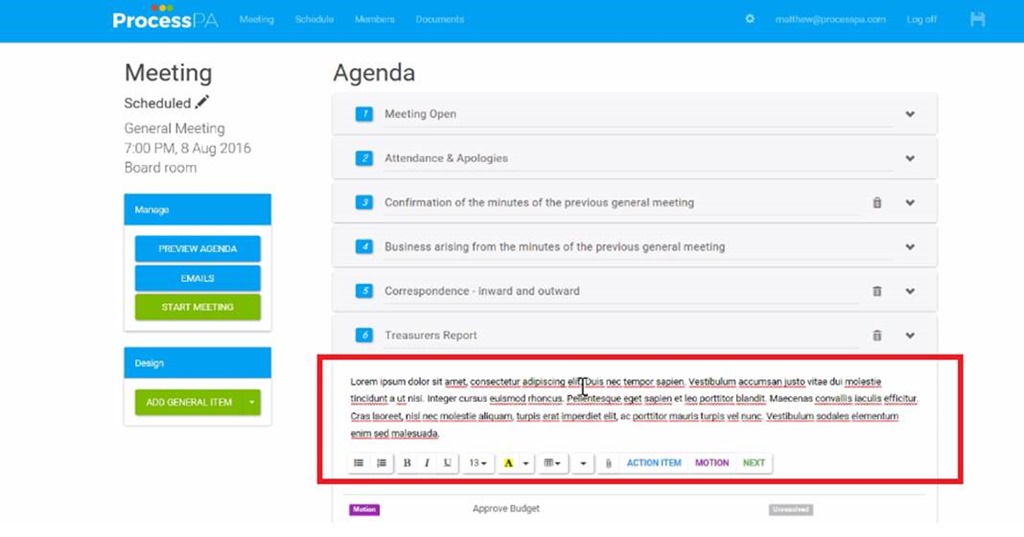 ProcessPA Meeting Schedule Members Documents matthew@processpa.com Log off
Meeting
Scheduled
General Meeting
7:00 PM, 8 Aug 2016
Board room
Manage
PREVIEW AGENDA
EMAILS
START MEETING
Design
ADD GENERAL ITEM
Agenda
1 Meeting Open
2 Attendance & Apologies
3 Confirmation of the minutes of the previous general meeting
4 Business arising from the minutes of the previous general meeting
5 Correspondence - inward and outward
6 Treasurers Report
Lorem ipsum dolor sit amet, consectetur adipiscing elit. Duis nec tempor sapien. Vestibulum accumsan justo vitae dui molestie
tincidunt a ut nisi. Integer cursus euismod rhoncus. Pellentesque eget sapien et leo porttitor blandit. Maecenas convallis iaculis efficitur.
Cras laoreet, nisl nec molestie aliquam, turpis erat imperdiet elit, ac porttitor mauris turpis vel nunc. Vestibulum sodales elementum
enim sed malesuada.
B I U 13 A ACTION ITEM MOTION NEXT
Motion Approve Budget Unresolved